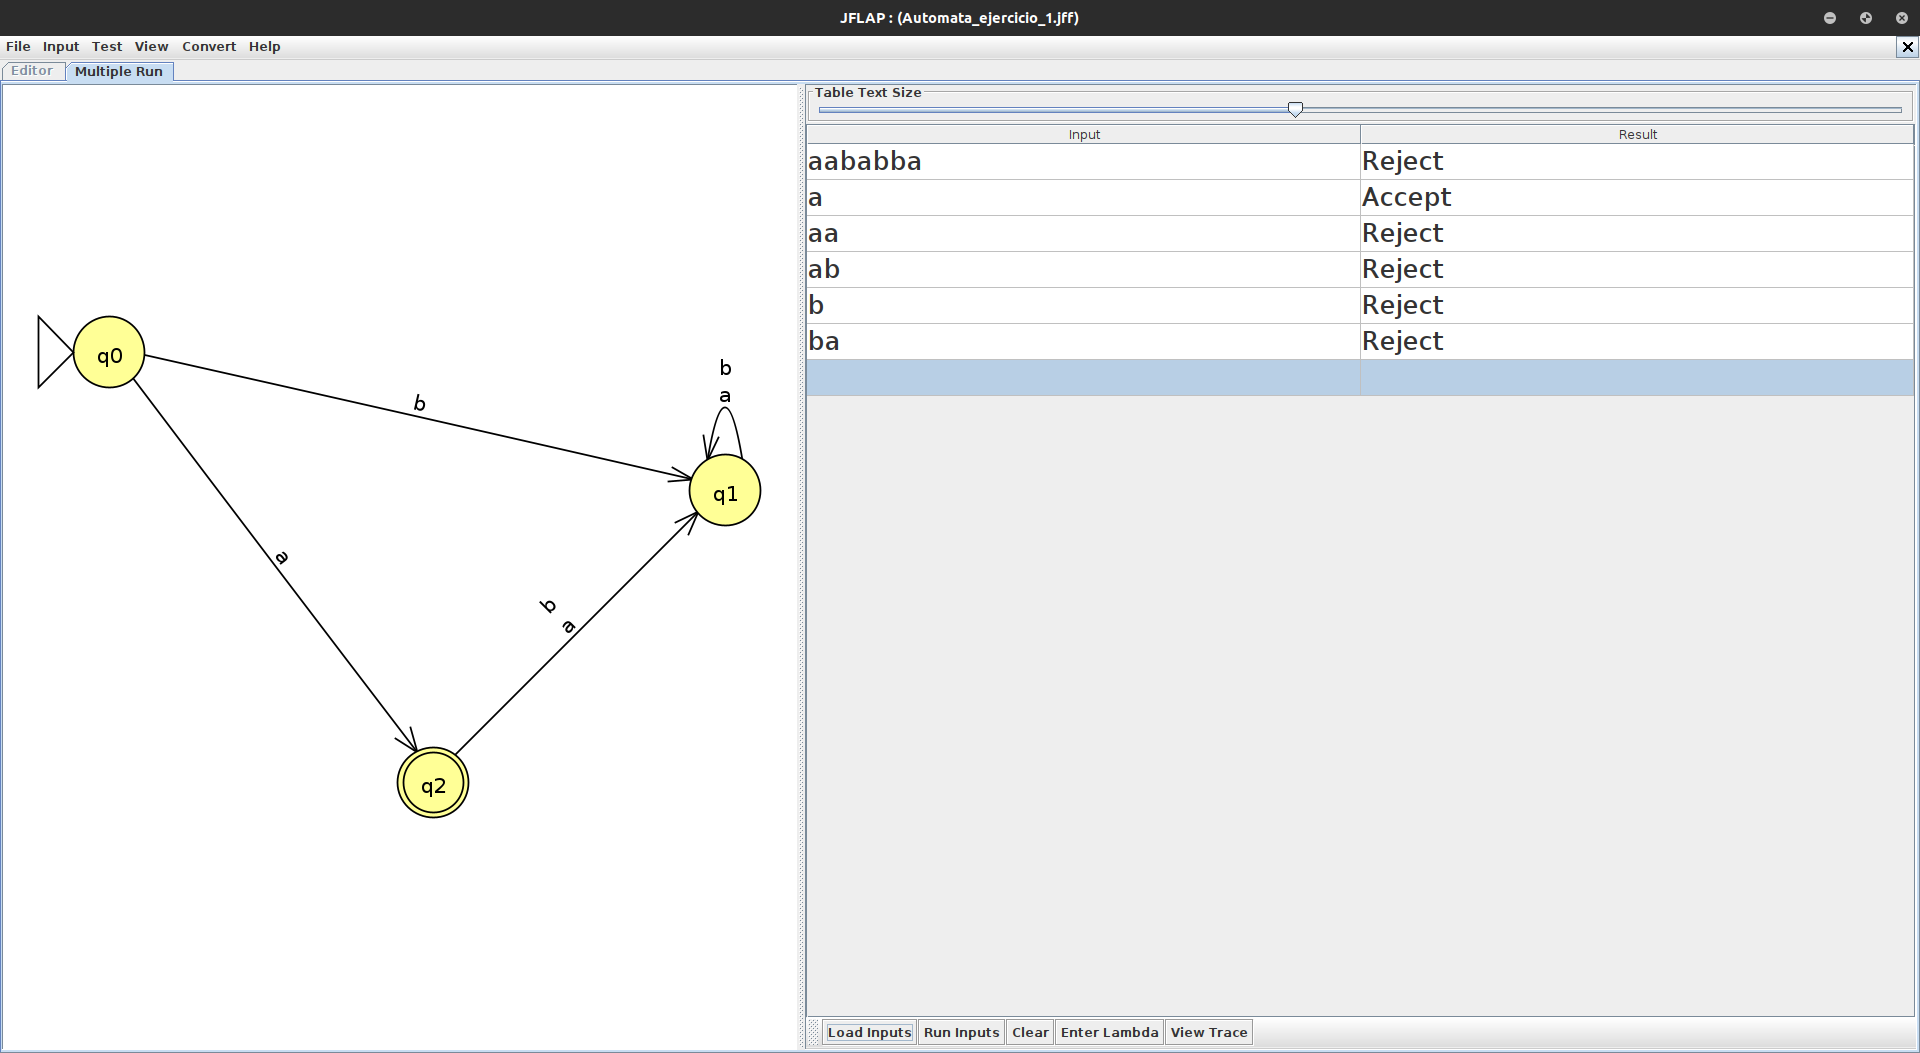 JFLAP : (Automata_ejercicio_1.jff)
File Input Test View Convert Help
Editor Multiple Run
q0
b
b
a
q1
a
b
a
q2
Table Text Size
Input Result
aababba Reject
a Accept
aa Reject
ab Reject
b Reject
ba Reject
Load Inputs Run Inputs Clear Enter Lambda View Trace